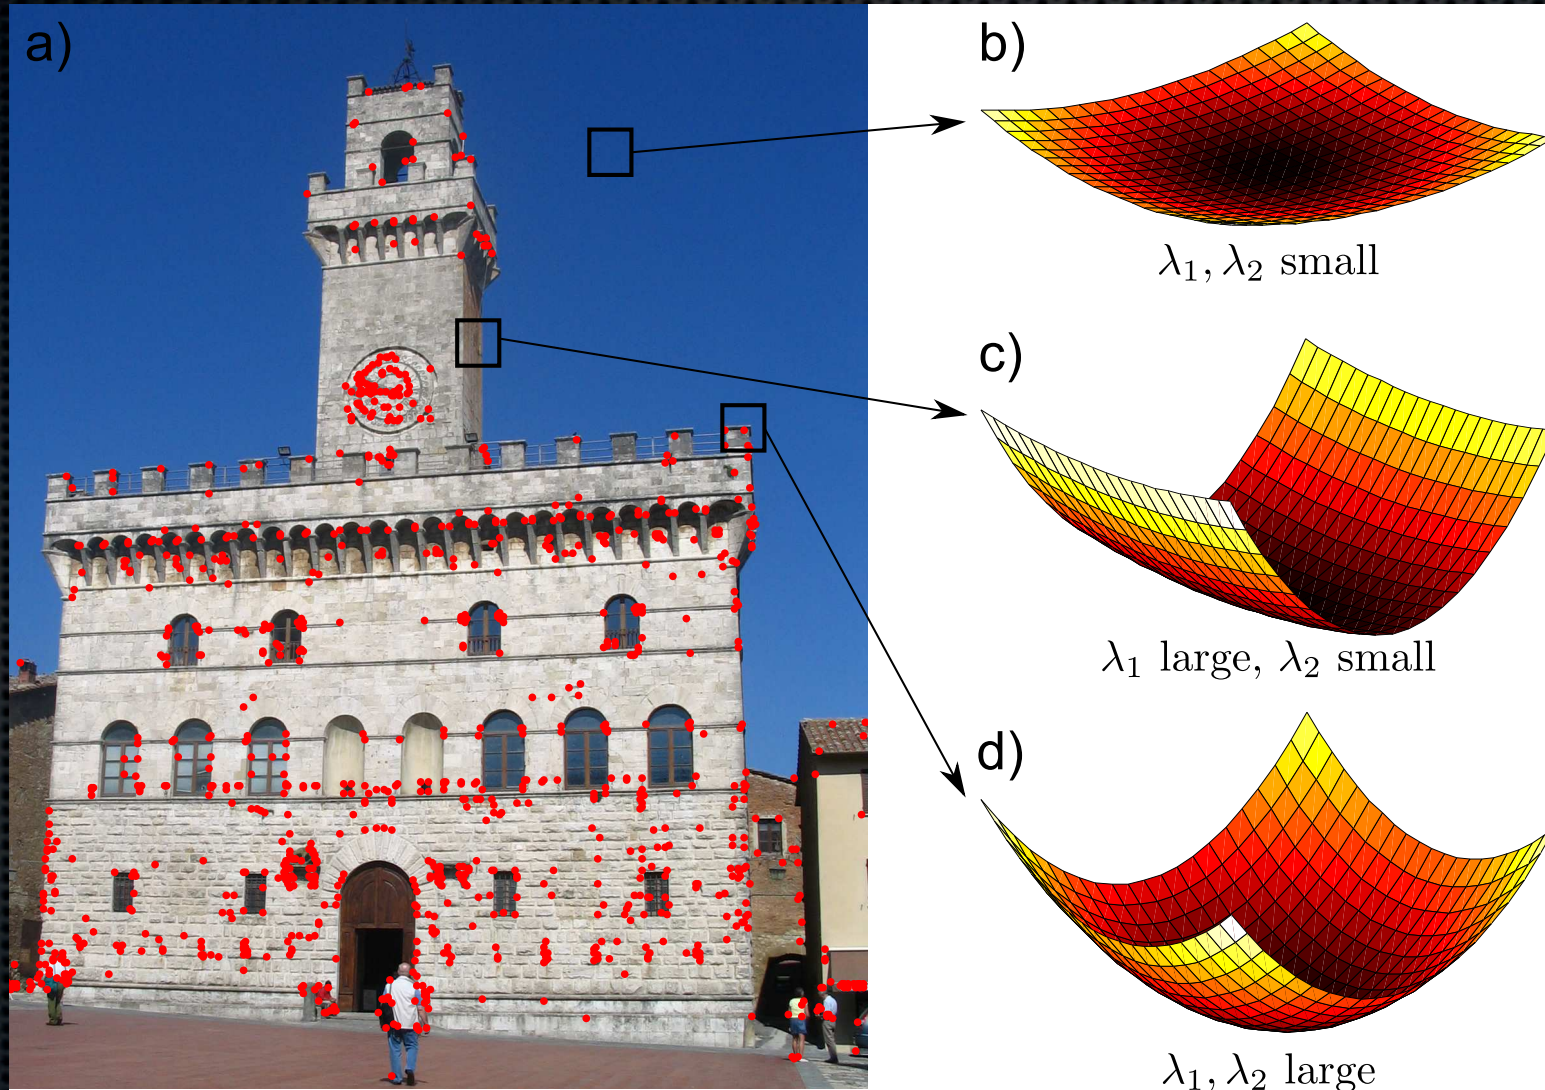 a)
b)
λ₁, λ₂ small
c)
λ₁ large, λ₂ small
d)
λ₁, λ₂ large